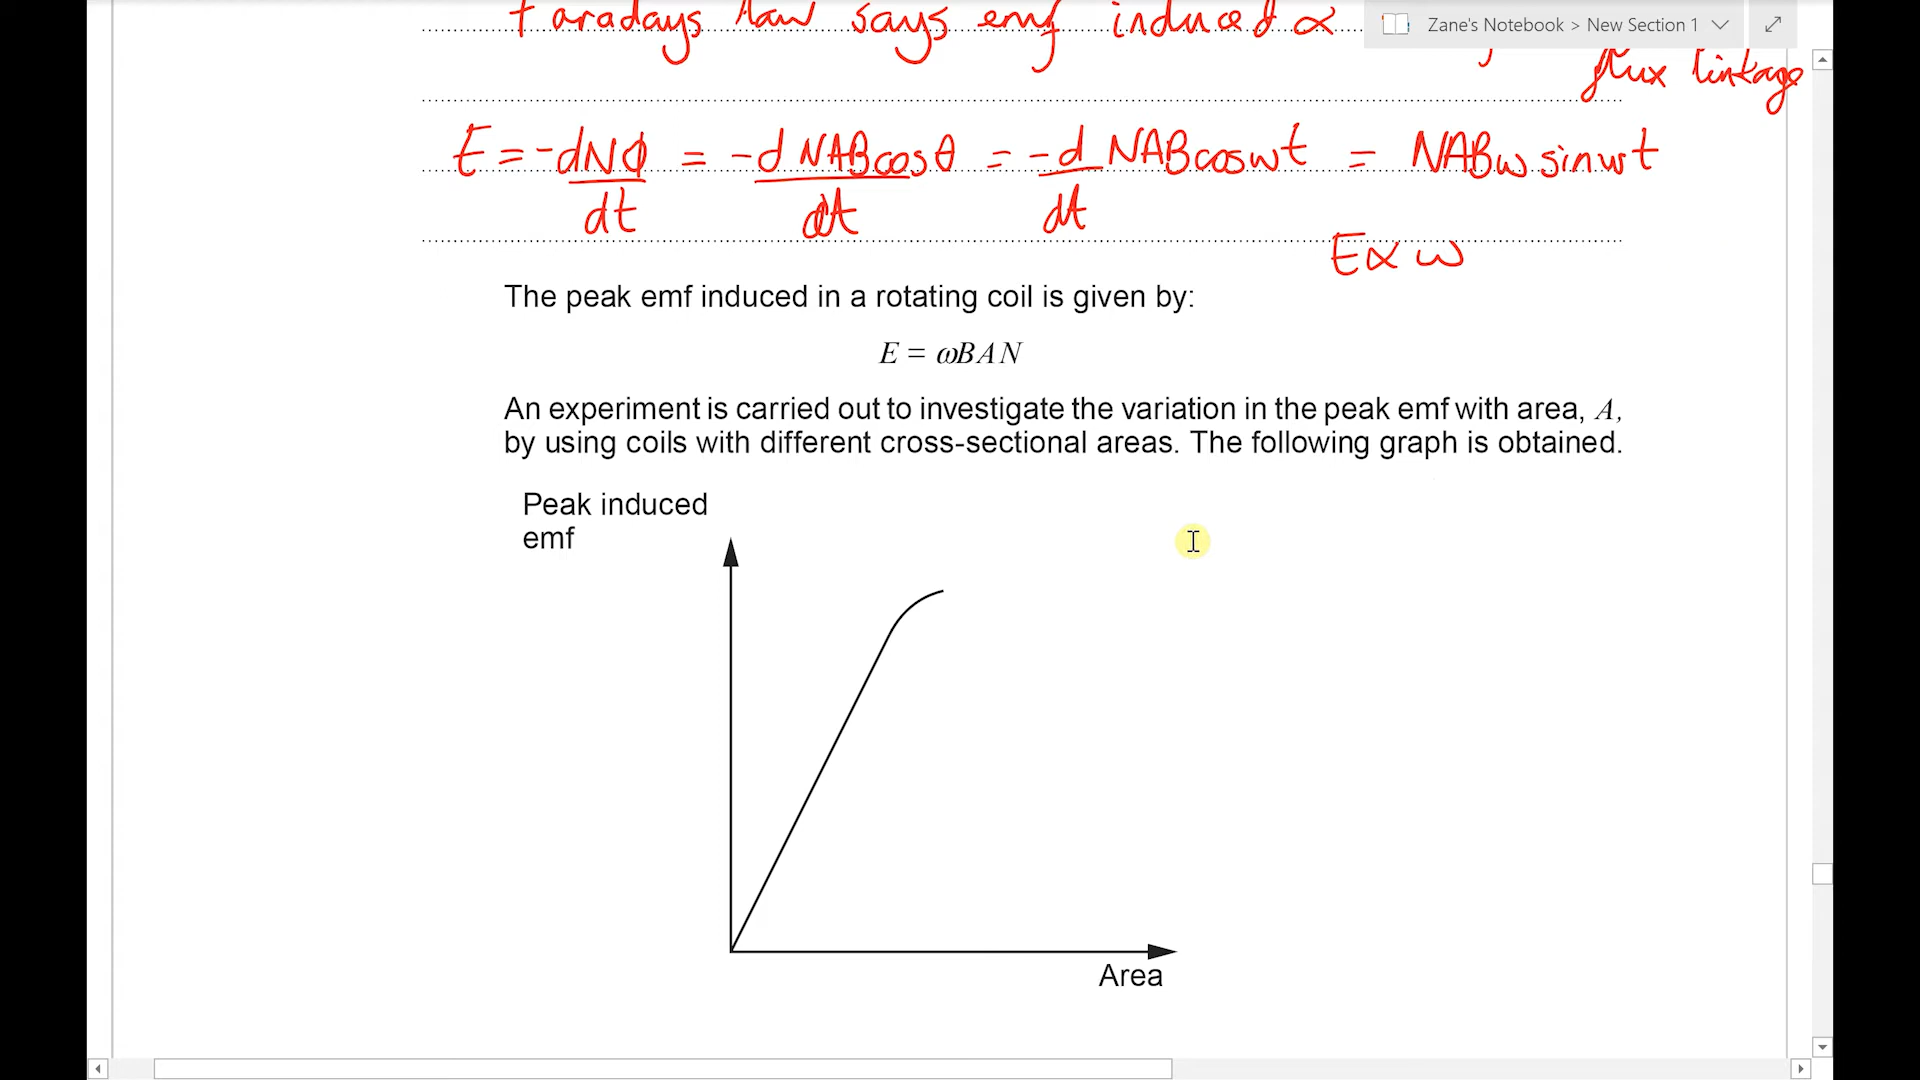 Faradays law says emf induced ∝
Zane's Notebook > New Section 1
flux linkage
E = -dNΦ/dt = -d NABcosθ/dt = -d/dt NABcosωt = NABω sinωt
E ∝ ω
The peak emf induced in a rotating coil is given by:
E = ωBAN
An experiment is carried out to investigate the variation in the peak emf with area, A,
by using coils with different cross-sectional areas. The following graph is obtained.
Peak induced
emf
Area